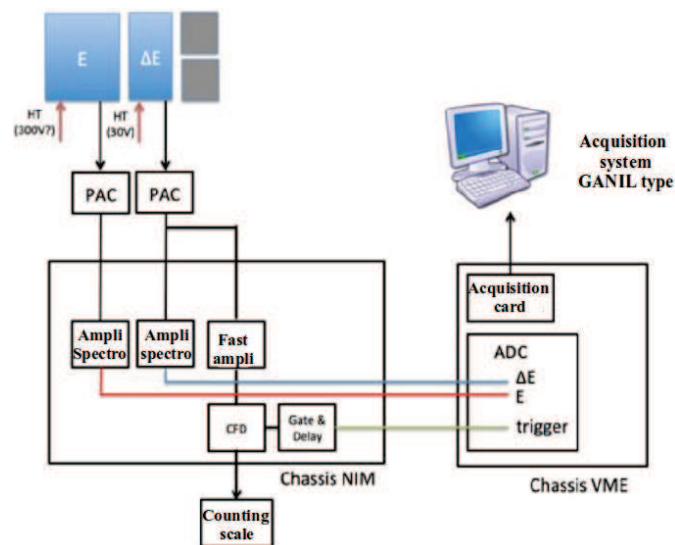 E
ΔE
HT
(300V?)
HT
(30V)
PAC
PAC
Acquisition
system
GANIL type
Acquisition
card
Ampli
Spectro
Ampli
spectro
Fast
ampli
ADC
ΔE
E
trigger
CFD
Gate &
Delay
Chassis NIM
Chassis VME
Counting
scale